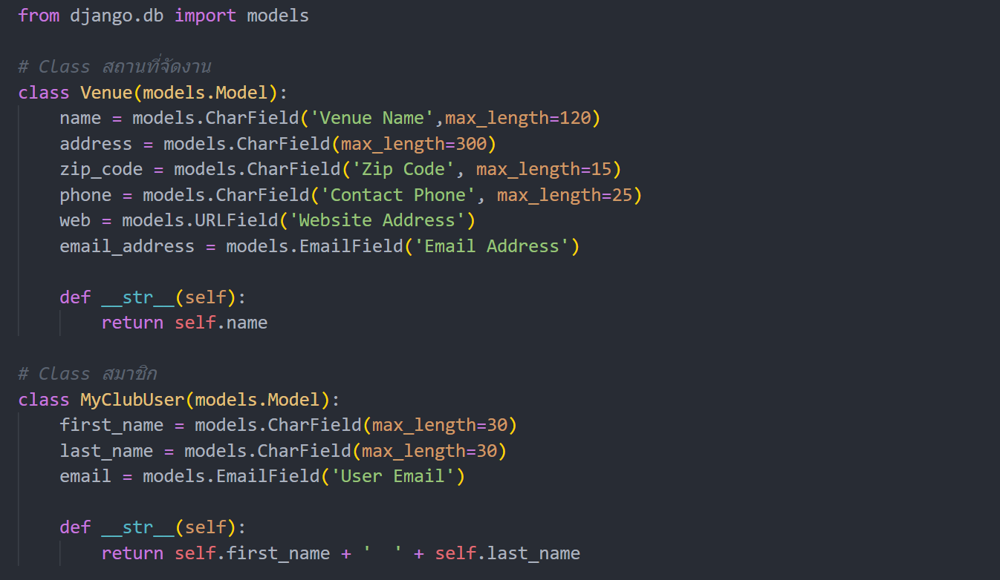 from django.db import models
# Class สถานที่จัดงาน
class Venue(models.Model):
    name = models.CharField('Venue Name',max_length=120)
    address = models.CharField(max_length=300)
    zip_code = models.CharField('Zip Code', max_length=15)
    phone = models.CharField('Contact Phone', max_length=25)
    web = models.URLField('Website Address')
    email_address = models.EmailField('Email Address')
    def __str__(self):
        return self.name
# Class สมาชิก
class MyClubUser(models.Model):
    first_name = models.CharField(max_length=30)
    last_name = models.CharField(max_length=30)
    email = models.EmailField('User Email')
    def __str__(self):
        return self.first_name + '  ' + self.last_name